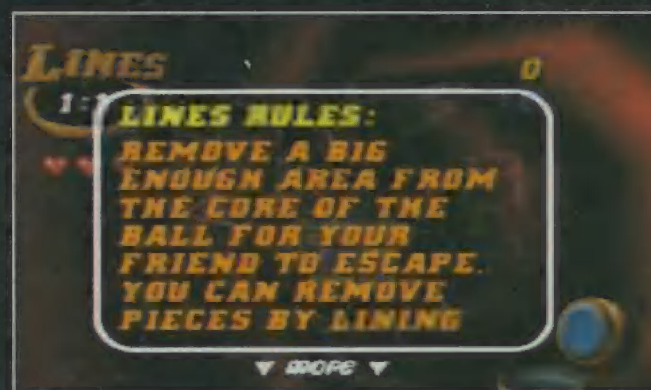 LINES
0
1:
LINES RULES:
REMOVE A BIG
ENOUGH AREA FROM
THE CORE OF THE
BALL FOR YOUR
FRIEND TO ESCAPE.
YOU CAN REMOVE
PIECES BY LINING
▼ MORE ▼